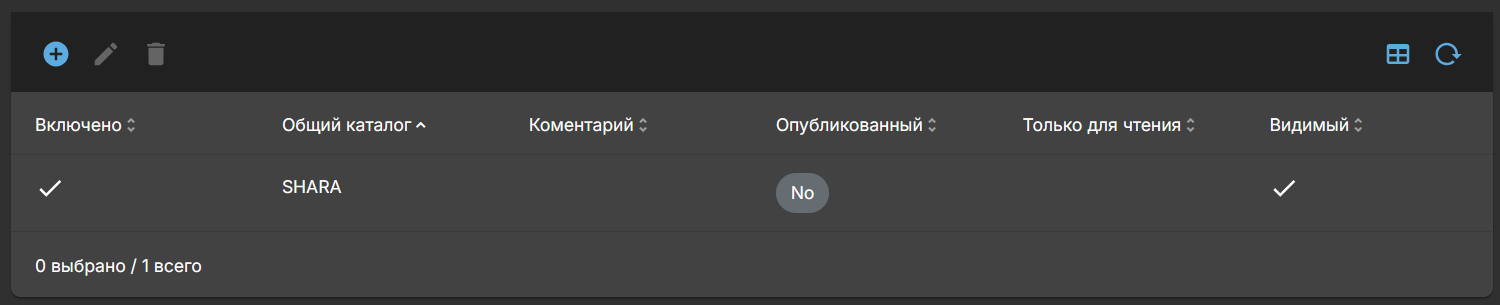 Включено Общий каталог Коментарий Опубликованный Только для чтения Видимый
SHARA No
0 выбрано / 1 всего